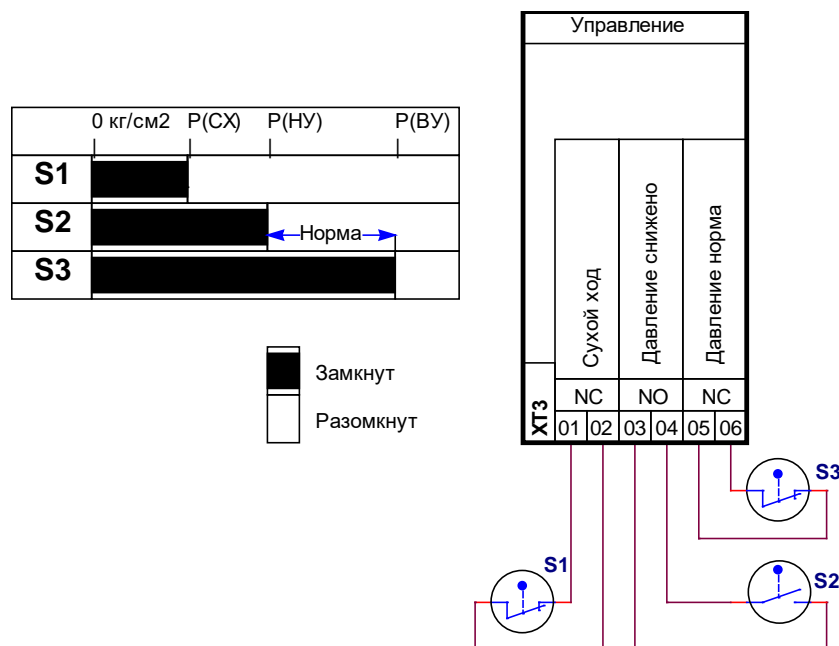 0 кг/см2 P(СХ) P(НУ) P(ВУ)
S1
S2
Норма
S3
Замкнут
Разомкнут
Управление
Сухой ход
Давление снижено
Давление норма
XT3
NC NO NC
01 02 03 04 05 06
S3
S1
S2